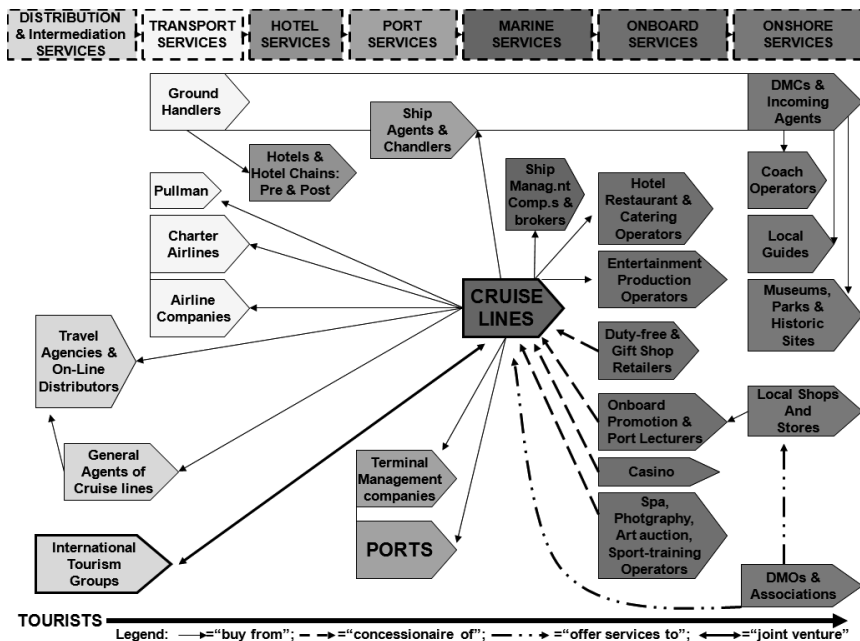 DISTRIBUTION
& Intermediation
SERVICES
TRANSPORT
SERVICES
HOTEL
SERVICES
PORT
SERVICES
MARINE
SERVICES
ONBOARD
SERVICES
ONSHORE
SERVICES
Ground
Handlers
Ship
Agents &
Chandlers
DMCs &
Incoming
Agents
Hotels &
Hotel Chains:
Pre & Post
Pullman
Ship
Manag.nt
Comp.s &
brokers
Hotel
Restaurant &
Catering
Operators
Coach
Operators
Charter
Airlines
Local
Guides
Airline
Companies
CRUISE
LINES
Entertainment
Production
Operators
Museums,
Parks &
Historic
Sites
Travel
Agencies &
On-Line
Distributors
Duty-free &
Gift Shop
Retailers
Onboard
Promotion &
Port Lecturers
Local Shops
And
Stores
General
Agents of
Cruise lines
Terminal
Management
companies
Casino
Spa,
Photgraphy,
Art auction,
Sport-training
Operators
International
Tourism
Groups
PORTS
DMOs &
Associations
TOURISTS
Legend: ="buy from"; ="concessionaire of"; ="offer services to"; ="joint venture"